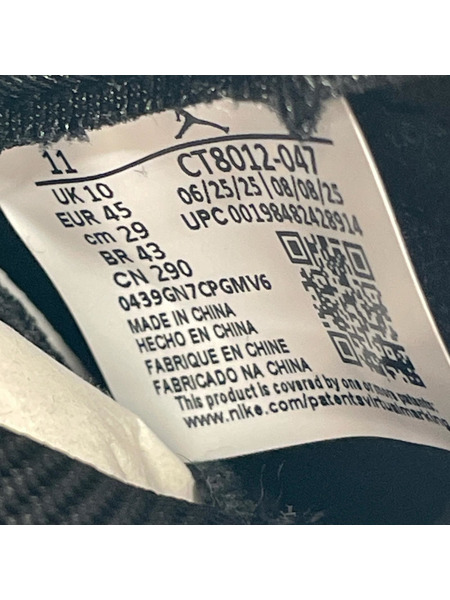 11 CT8012-047
UK 10 06/25/25 08/08/25
EUR 45 UPC 00198482428914
cm 29
BR 43
CN 290
0439GN7CPGMV6
MADE IN CHINA
HECHO EN CHINA
FABRIQUE EN CHINE
FABRICADO NA CHINA
This product is covered by one or more patents
www.nike.com/patentsvirtualmarking